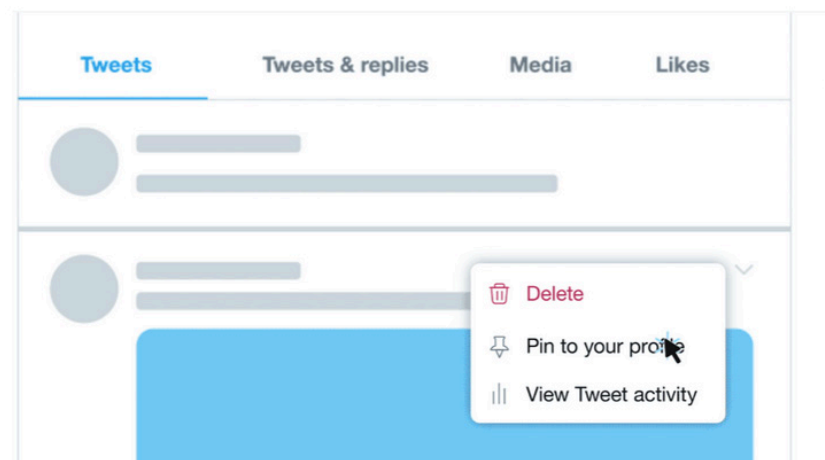 Tweets Tweets & replies Media Likes
Delete
Pin to your profile
View Tweet activity